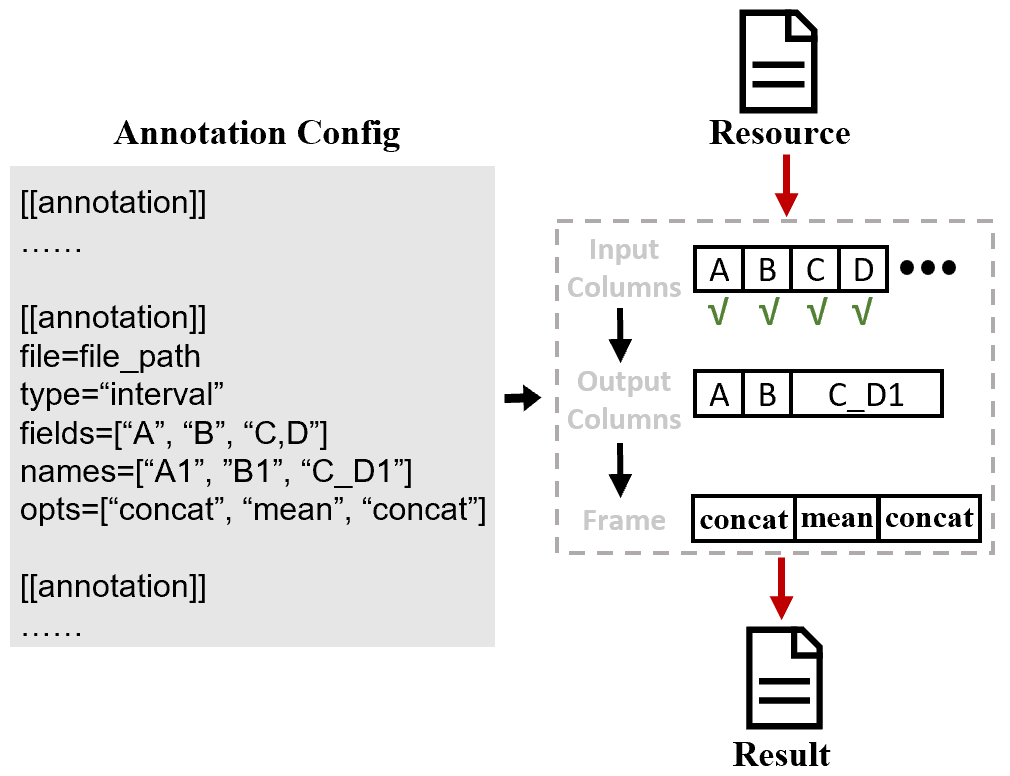 Annotation Config
[[annotation]]
……
[[annotation]]
file=file_path
type=“interval”
fields=[“A”, “B”, “C,D”]
names=[“A1”, ”B1”, “C_D1”]
opts=[“concat”, “mean”, “concat”]
[[annotation]]
……
Resource
Input
Columns
A B C D •••
√ √ √ √
Output
Columns
A B C_D1
Frame
concat mean concat
Result